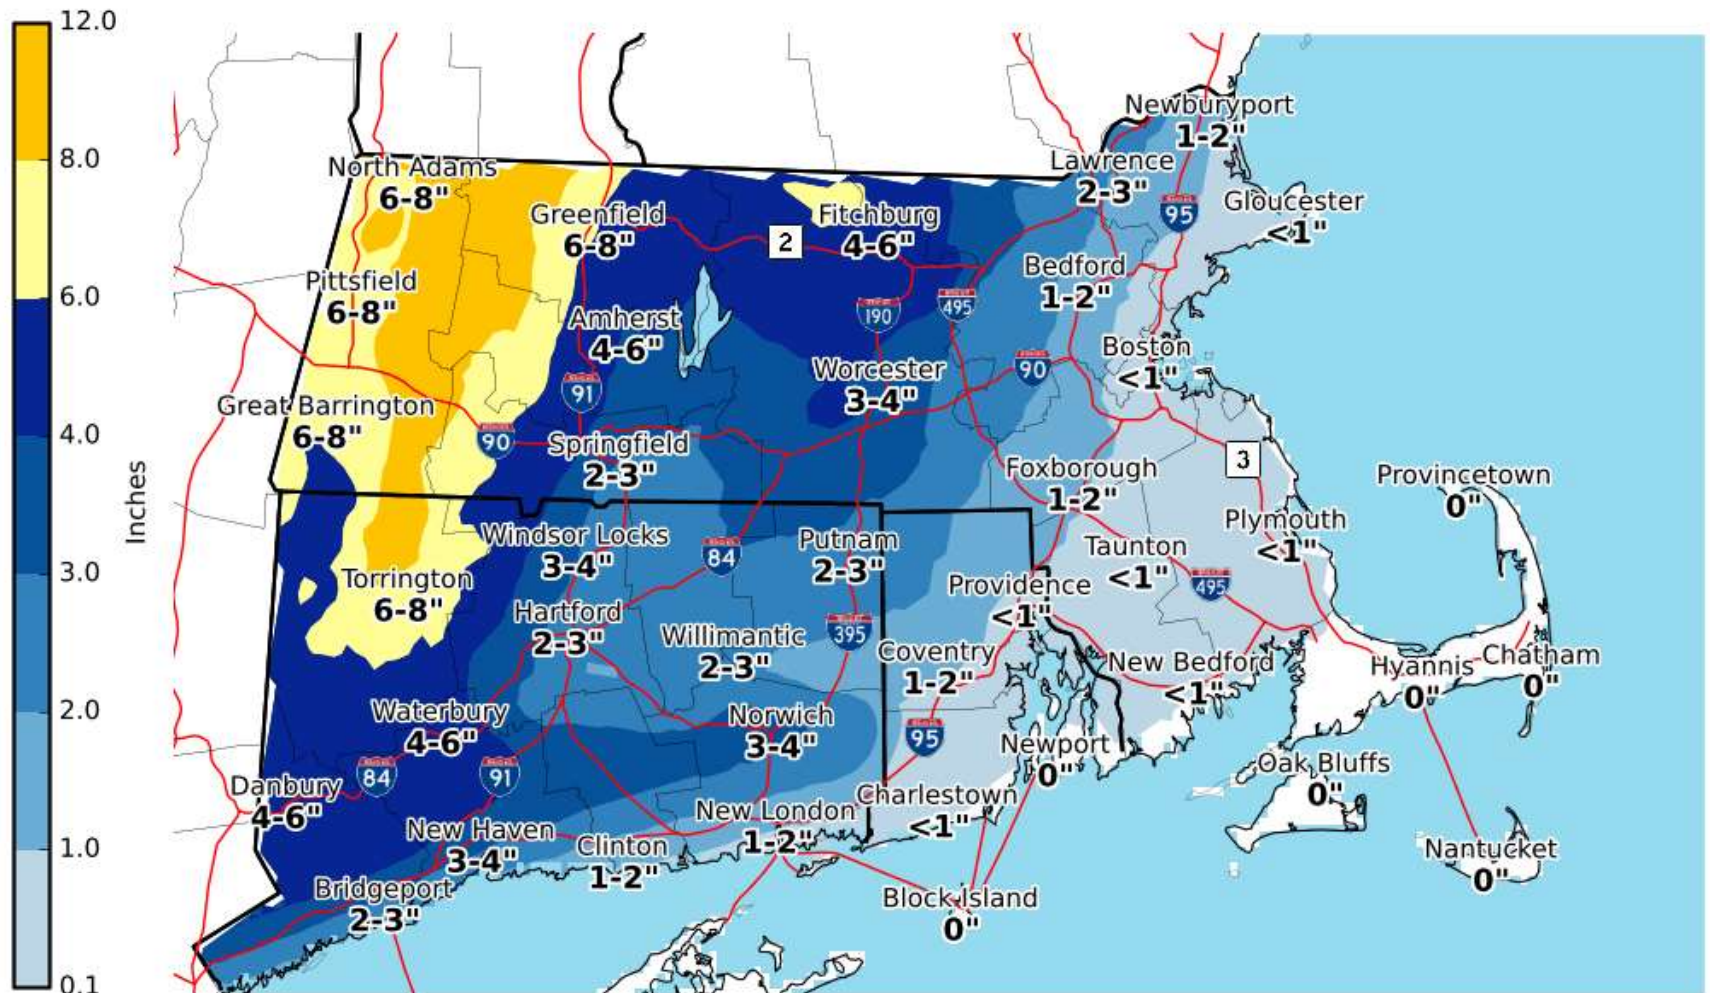 12.0
8.0
6.0
4.0
3.0
2.0
1.0
0.1
Inches
Newburyport
1-2"
North Adams
6-8"
Lawrence
2-3"
Greenfield
6-8"
2
Fitchburg
4-6"
95
Gloucester
<1"
Pittsfield
6-8"
Bedford
1-2"
Amherst
4-6"
190
495
Boston
<1"
Worcester
3-4"
90
91
Great Barrington
6-8"
90
Springfield
2-3"
Foxborough
1-2"
3
Provincetown
0"
Plymouth
<1"
Windsor Locks
3-4"
84
Putnam
2-3"
Taunton
<1"
495
Torrington
6-8"
Providence
<1"
Hartford
2-3"
Willimantic
2-3"
395
Coventry
1-2"
New Bedford
<1"
Hyannis
0"
Chatham
0"
Waterbury
4-6"
Norwich
3-4"
95
Newport
0"
Oak Bluffs
0"
84
91
Danbury
4-6"
Charlestown
<1"
New London
1-2"
New Haven
3-4"
Clinton
1-2"
Nantucket
0"
Bridgeport
2-3"
Block Island
0"